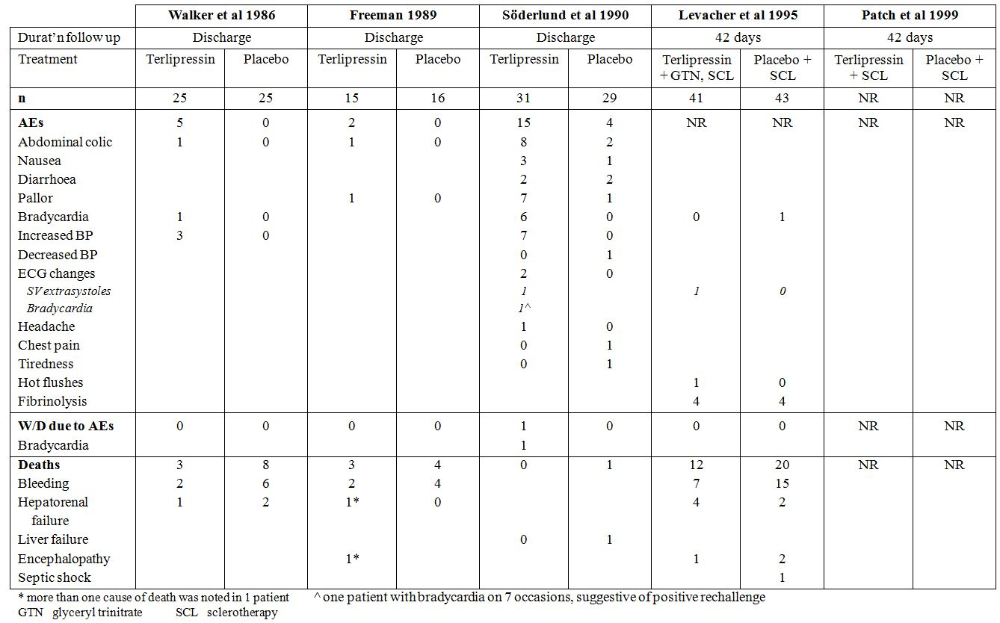 Walker et al 1986 Freeman 1989 Söderlund et al 1990 Levacher et al 1995 Patch et al 1999
Durat’n follow up Discharge Discharge Discharge 42 days 42 days
Treatment Terlipressin Placebo Terlipressin Placebo Terlipressin Placebo Terlipressin + GTN, SCL Placebo + SCL Terlipressin + SCL Placebo + SCL
n 25 25 15 16 31 29 41 43 NR NR
AEs 5 0 2 0 15 4 NR NR NR NR
Abdominal colic 1 0 1 0 8 2
Nausea 3 1
Diarrhoea 2 2
Pallor 1 0 7 1
Bradycardia 1 0 6 0 0 1
Increased BP 3 0 7 0
Decreased BP 0 1
ECG changes 2 0
SV extrasystoles 1 1 0
Bradycardia 1^
Headache 1 0
Chest pain 0 1
Tiredness 0 1
Hot flushes 1 0
Fibrinolysis 4 4
W/D due to AEs 0 0 0 0 1 0 0 0 NR NR
Bradycardia 1
Deaths 3 8 3 4 0 1 12 20 NR NR
Bleeding 2 6 2 4 7 15
Hepatorenal 1 2 1* 0 4 2
failure
Liver failure 0 1
Encephalopathy 1* 1 2
Septic shock 1
* more than one cause of death was noted in 1 patient ^ one patient with bradycardia on 7 occasions, suggestive of positive rechallenge
GTN glyceryl trinitrate SCL sclerotherapy